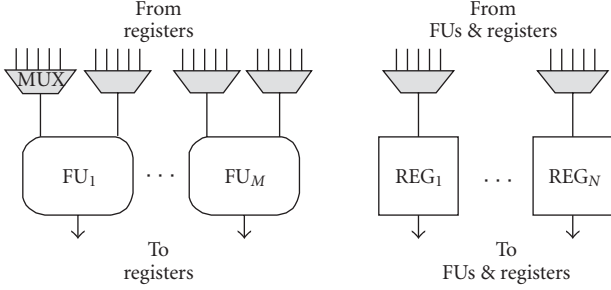 From
registers
From
FUs & registers
MUX
FU1
. . .
FUM
REG1
. . .
REGN
To
registers
To
FUs & registers